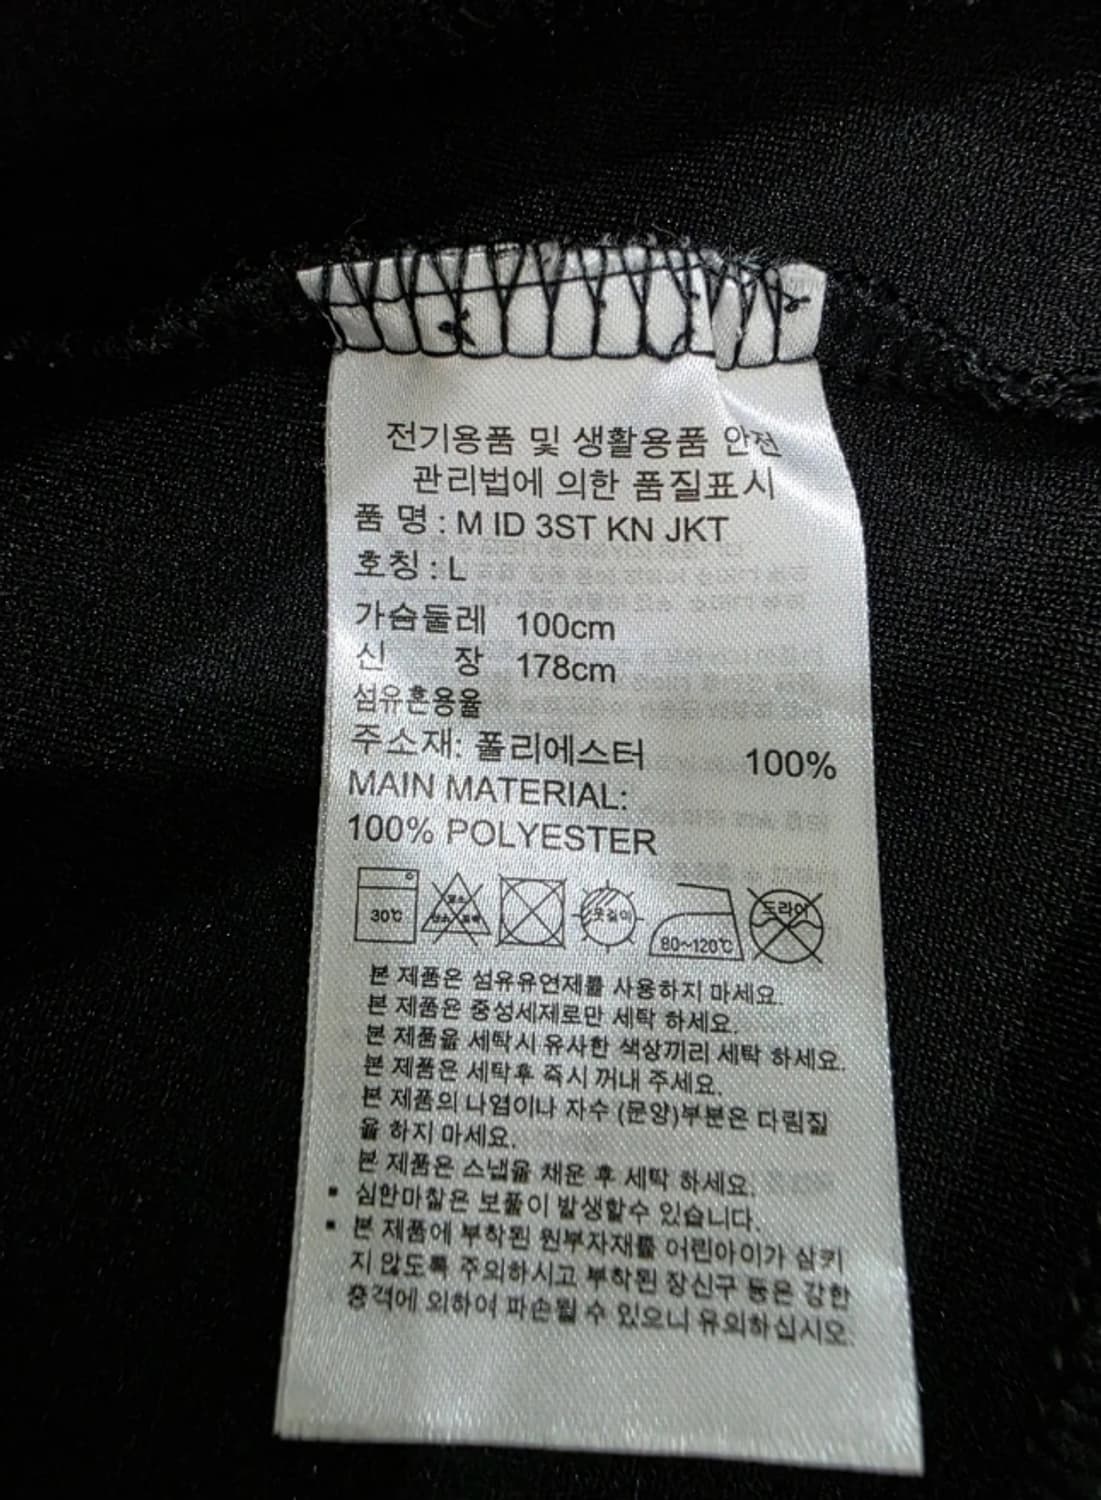 전기용품 및 생활용품 안전
관리법에 의한 품질표시
품 명 : M ID 3ST KN JKT
호칭 : L
가슴둘레 100cm
신 장 178cm
섬유혼용율
주소재: 폴리에스터 100%
MAIN MATERIAL:
100% POLYESTER
30℃ 옷걸이 80~120℃ 드라이
본 제품은 섬유유연제를 사용하지 마세요.
본 제품은 중성세제로만 세탁 하세요.
본 제품을 세탁시 유사한 색상끼리 세탁 하세요.
본 제품은 세탁후 즉시 꺼내 주세요.
본 제품의 나염이나 자수 (문양)부분은 다림질
을 하지 마세요.
본 제품은 스냅을 채운 후 세탁 하세요.
▪ 심한마찰은 보풀이 발생할수 있습니다.
▪ 본 제품에 부착된 원부자재를 어린아이가 삼키
지 않도록 주의하시고 부착된 장신구 등은 강한
충격에 의하여 파손될 수 있으니 유의하십시오.